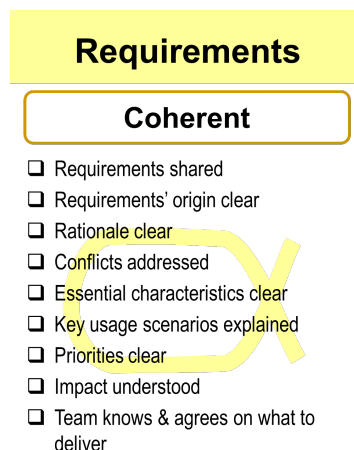 Requirements
Coherent
❑ Requirements shared
❑ Requirements’ origin clear
❑ Rationale clear
❑ Conflicts addressed
❑ Essential characteristics clear
❑ Key usage scenarios explained
❑ Priorities clear
❑ Impact understood
❑ Team knows & agrees on what to
deliver